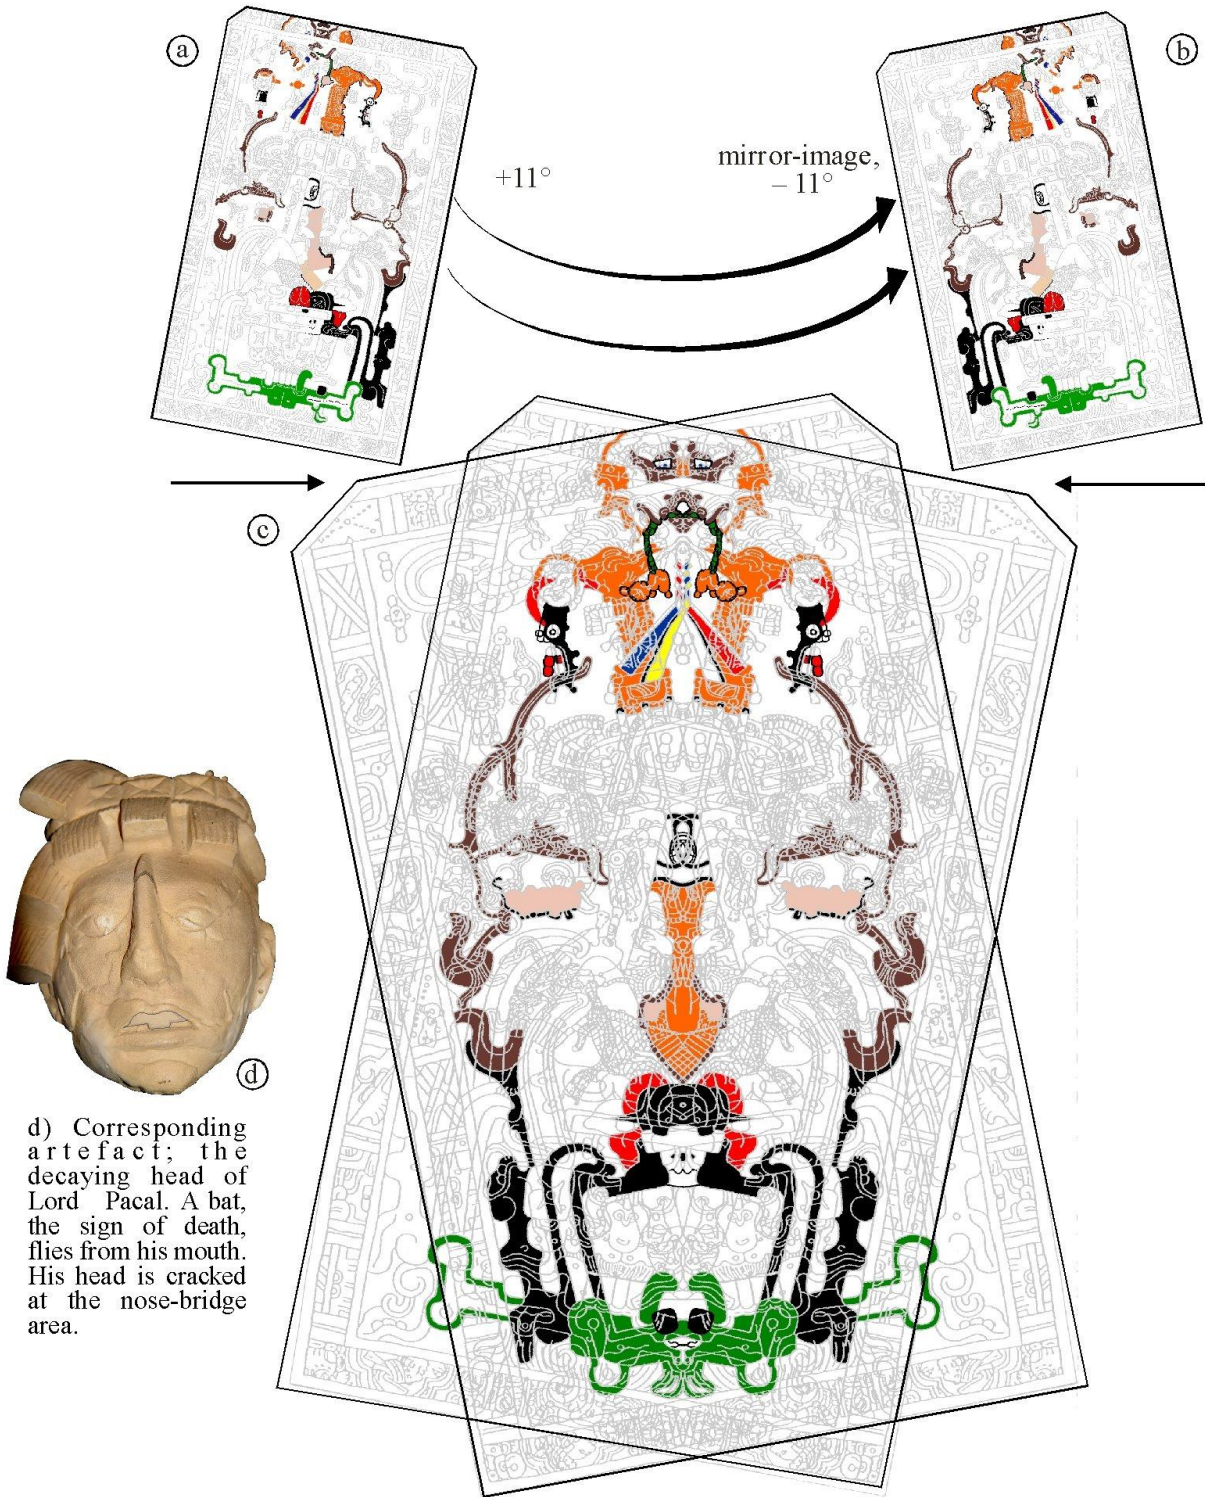 a
b
+11°
mirror-image,
– 11°
c
d
d) Corresponding
artefact; the
decaying head of
Lord Pacal. A bat,
the sign of death,
flies from his mouth.
His head is cracked
at the nose-bridge
area.